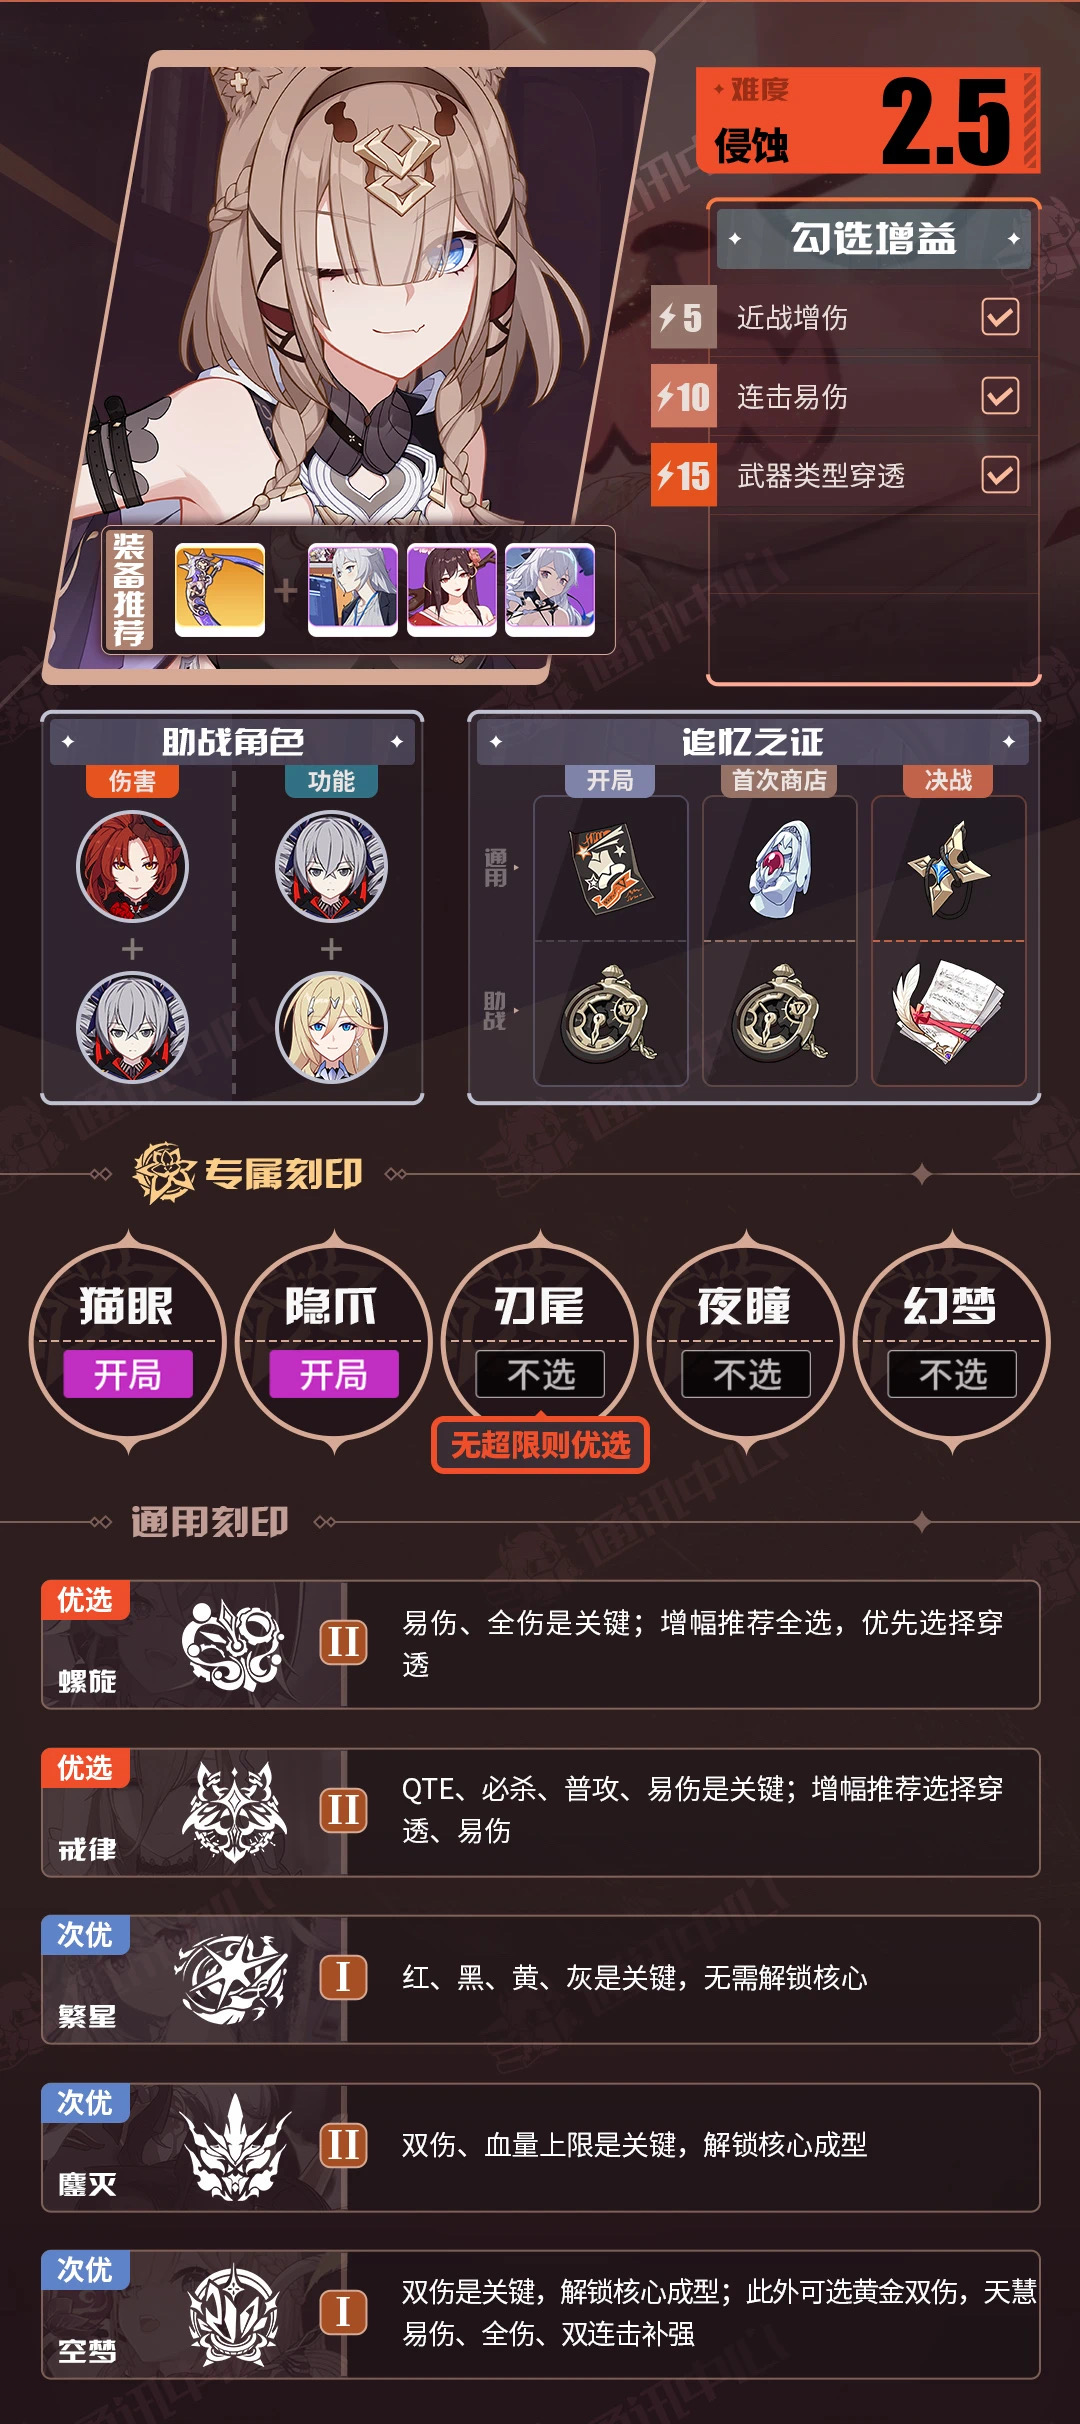 难度
侵蚀
2.5
勾选增益
5 近战增伤
10 连击易伤
15 武器类型穿透
装备推荐
助战角色
伤害 功能
追忆之证
开局 首次商店 决战
通用
助战
专属刻印
猫眼 隐爪 刃尾 夜瞳 幻梦
开局 开局 不选 不选 不选
无超限则优选
通用刻印
优选
螺旋
II
易伤、全伤是关键；增幅推荐全选，优先选择穿
透
优选
戒律
II
QTE、必杀、普攻、易伤是关键；增幅推荐选择穿
透、易伤
次优
繁星
I
红、黑、黄、灰是关键，无需解锁核心
次优
鏖灭
II
双伤、血量上限是关键，解锁核心成型
次优
空梦
I
双伤是关键，解锁核心成型；此外可选黄金双伤，天慧
易伤、全伤、双连击补强
通讯中心